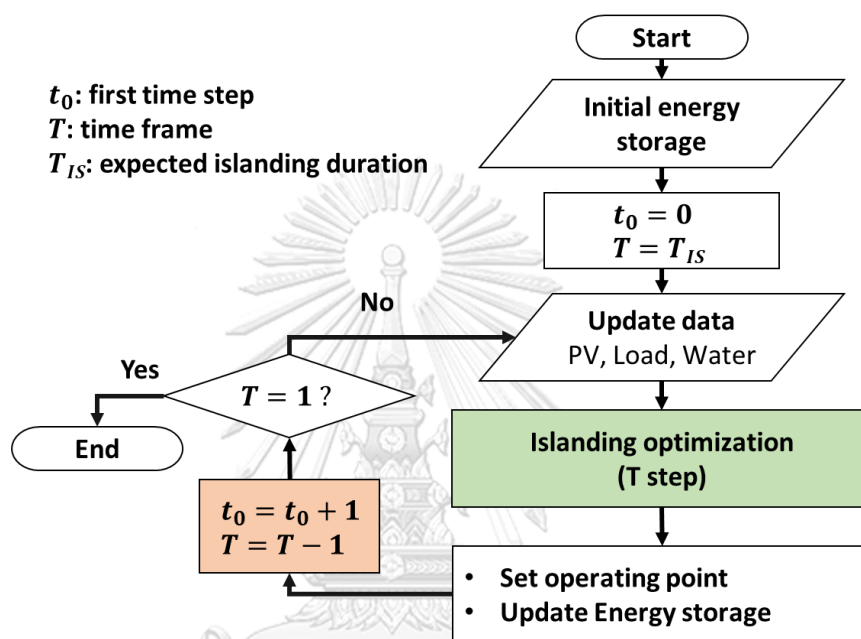 Start
t₀: first time step
T: time frame
T_IS: expected islanding duration
Initial energy
storage
t₀ = 0
T = T_IS
No
Update data
PV, Load, Water
Yes
T = 1 ?
End
Islanding optimization
(T step)
t₀ = t₀ + 1
T = T − 1
• Set operating point
• Update Energy storage